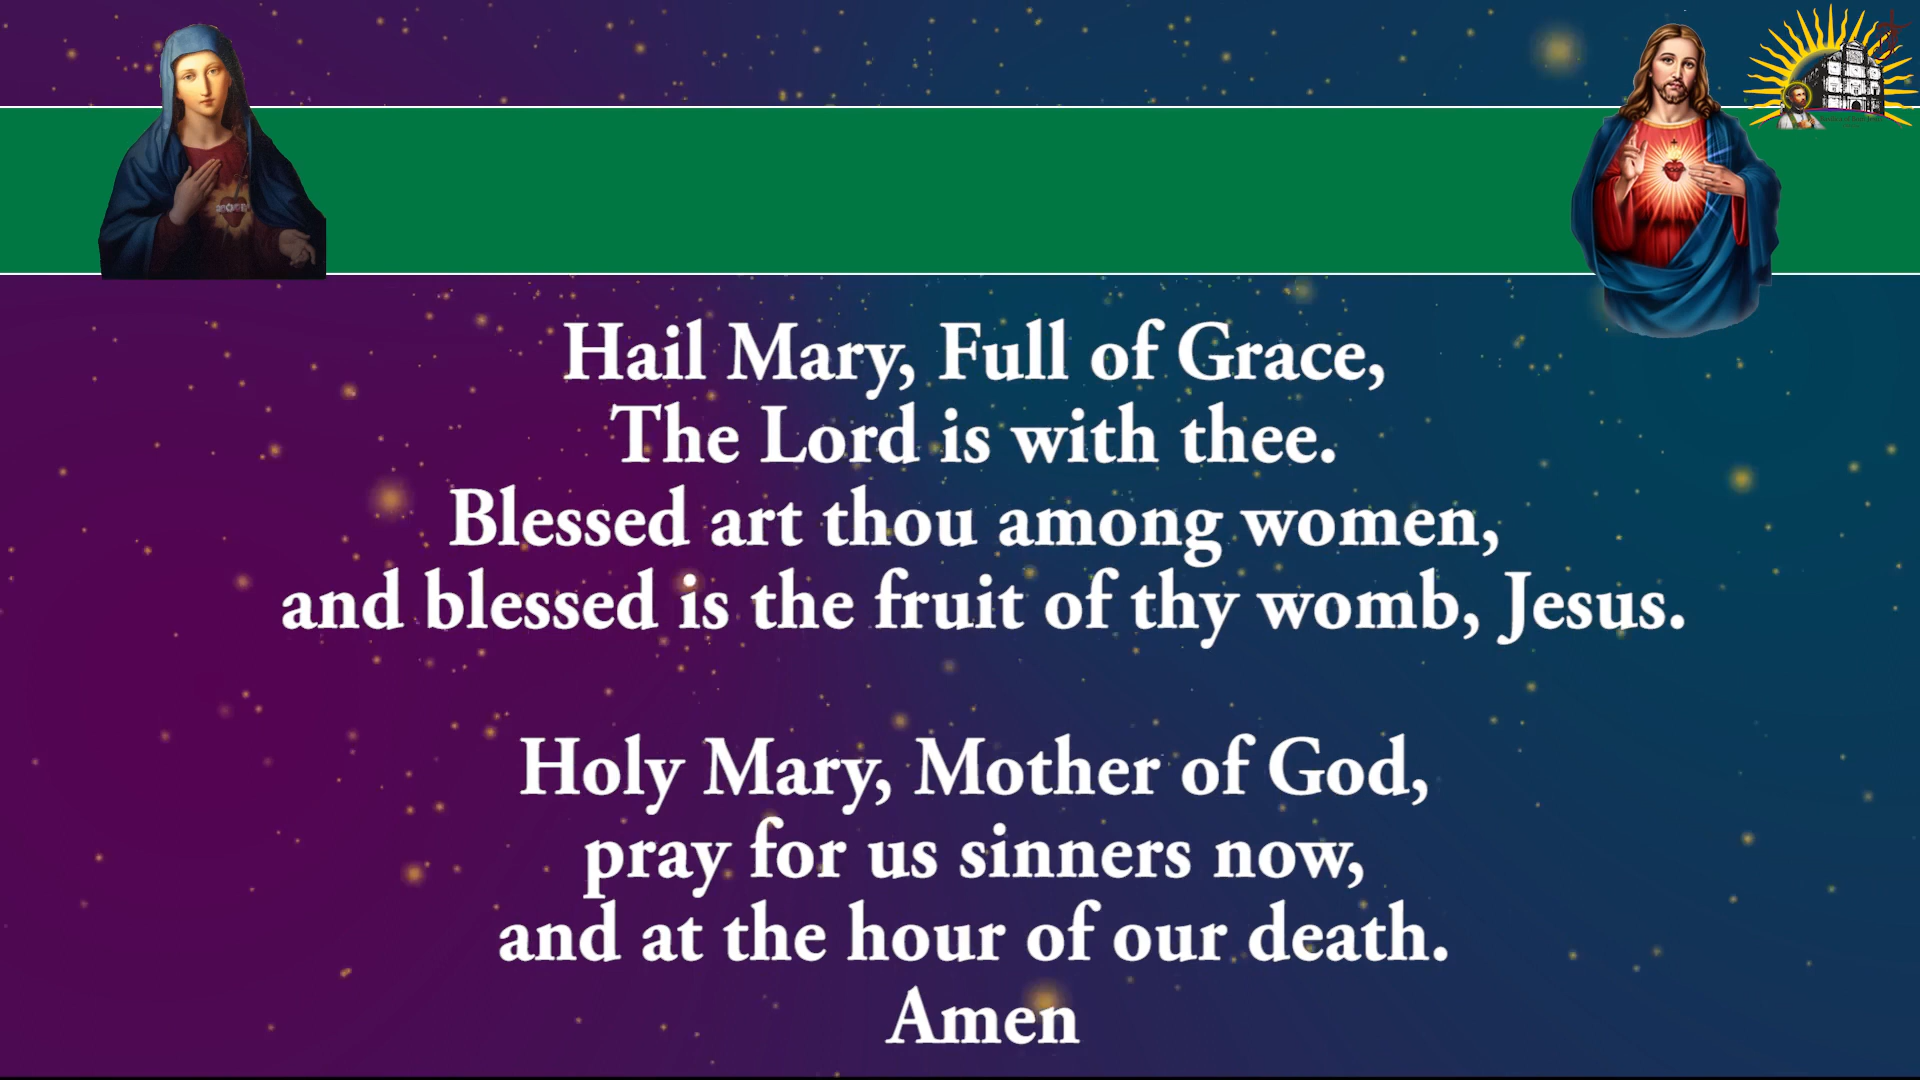 Hail Mary, Full of Grace,
The Lord is with thee.
Blessed art thou among women,
and blessed is the fruit of thy womb, Jesus.
Holy Mary, Mother of God,
pray for us sinners now,
and at the hour of our death.
Amen